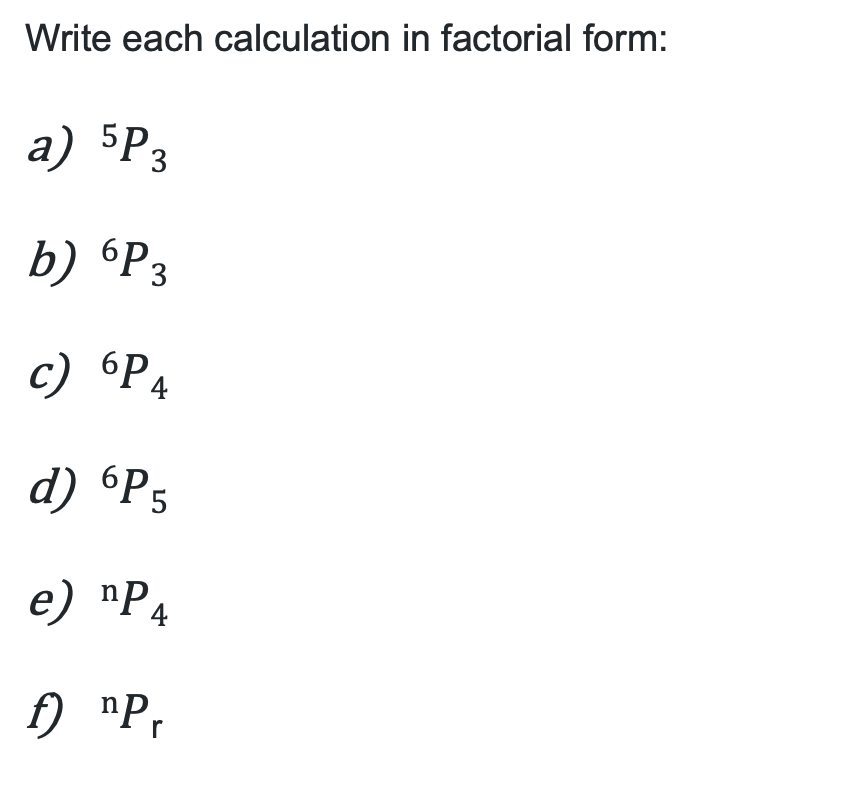 Write each calculation in factorial form:
a) ⁵P₃
b) ⁶P₃
c) ⁶P₄
d) ⁶P₅
e) ⁿP₄
f) ⁿPᵣ